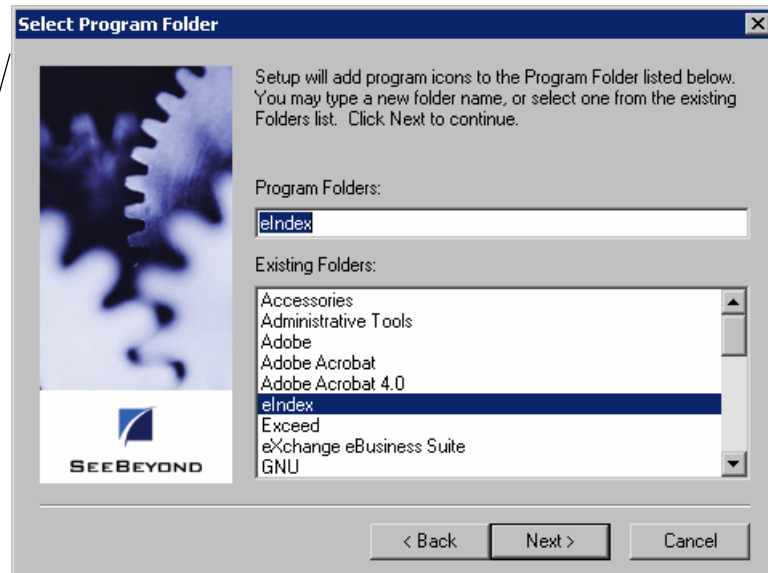 Select Program Folder
Setup will add program icons to the Program Folder listed below.
You may type a new folder name, or select one from the existing
Folders list.  Click Next to continue.
Program Folders:
eIndex
Existing Folders:
Accessories
Administrative Tools
Adobe
Adobe Acrobat
Adobe Acrobat 4.0
eIndex
Exceed
eXchange eBusiness Suite
GNU
SEEBEYOND
< Back
Next >
Cancel